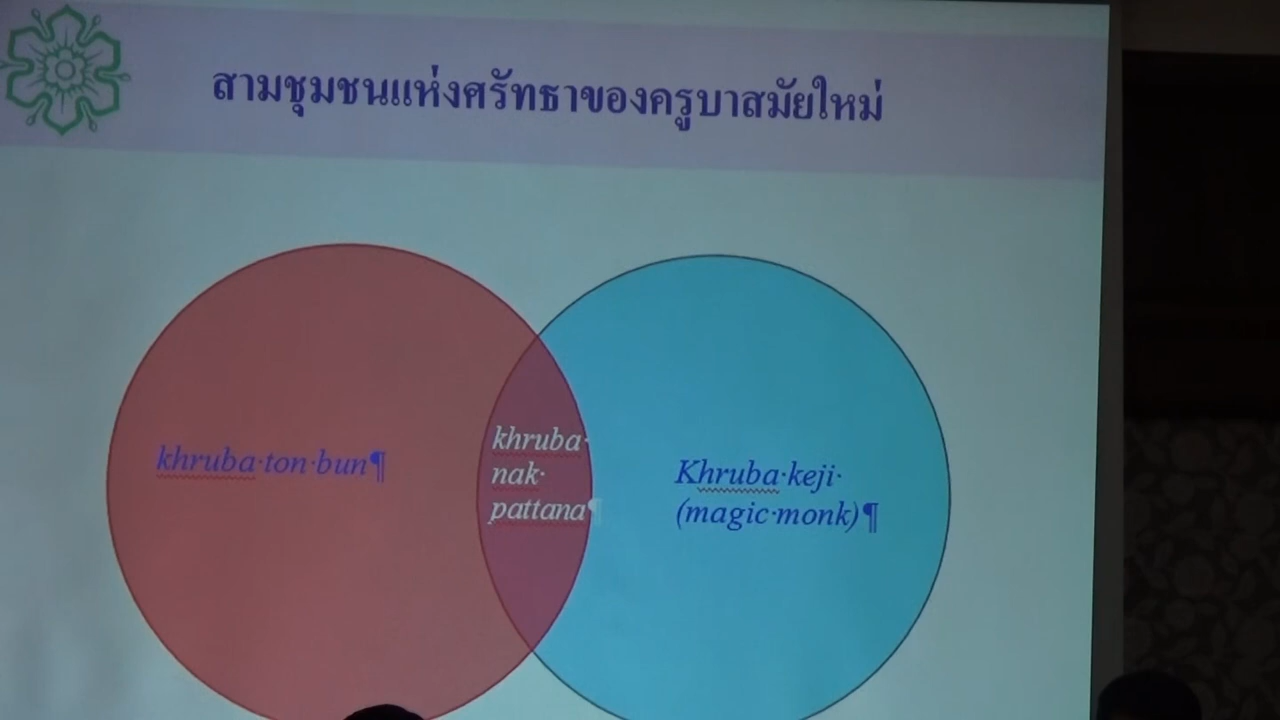 สามชุมชนแห่งศรัทธาของครูบาสมัยใหม่
khruba·ton·bun¶
khruba·
nak·
pattana¶
Khruba·keji·
(magic·monk)¶